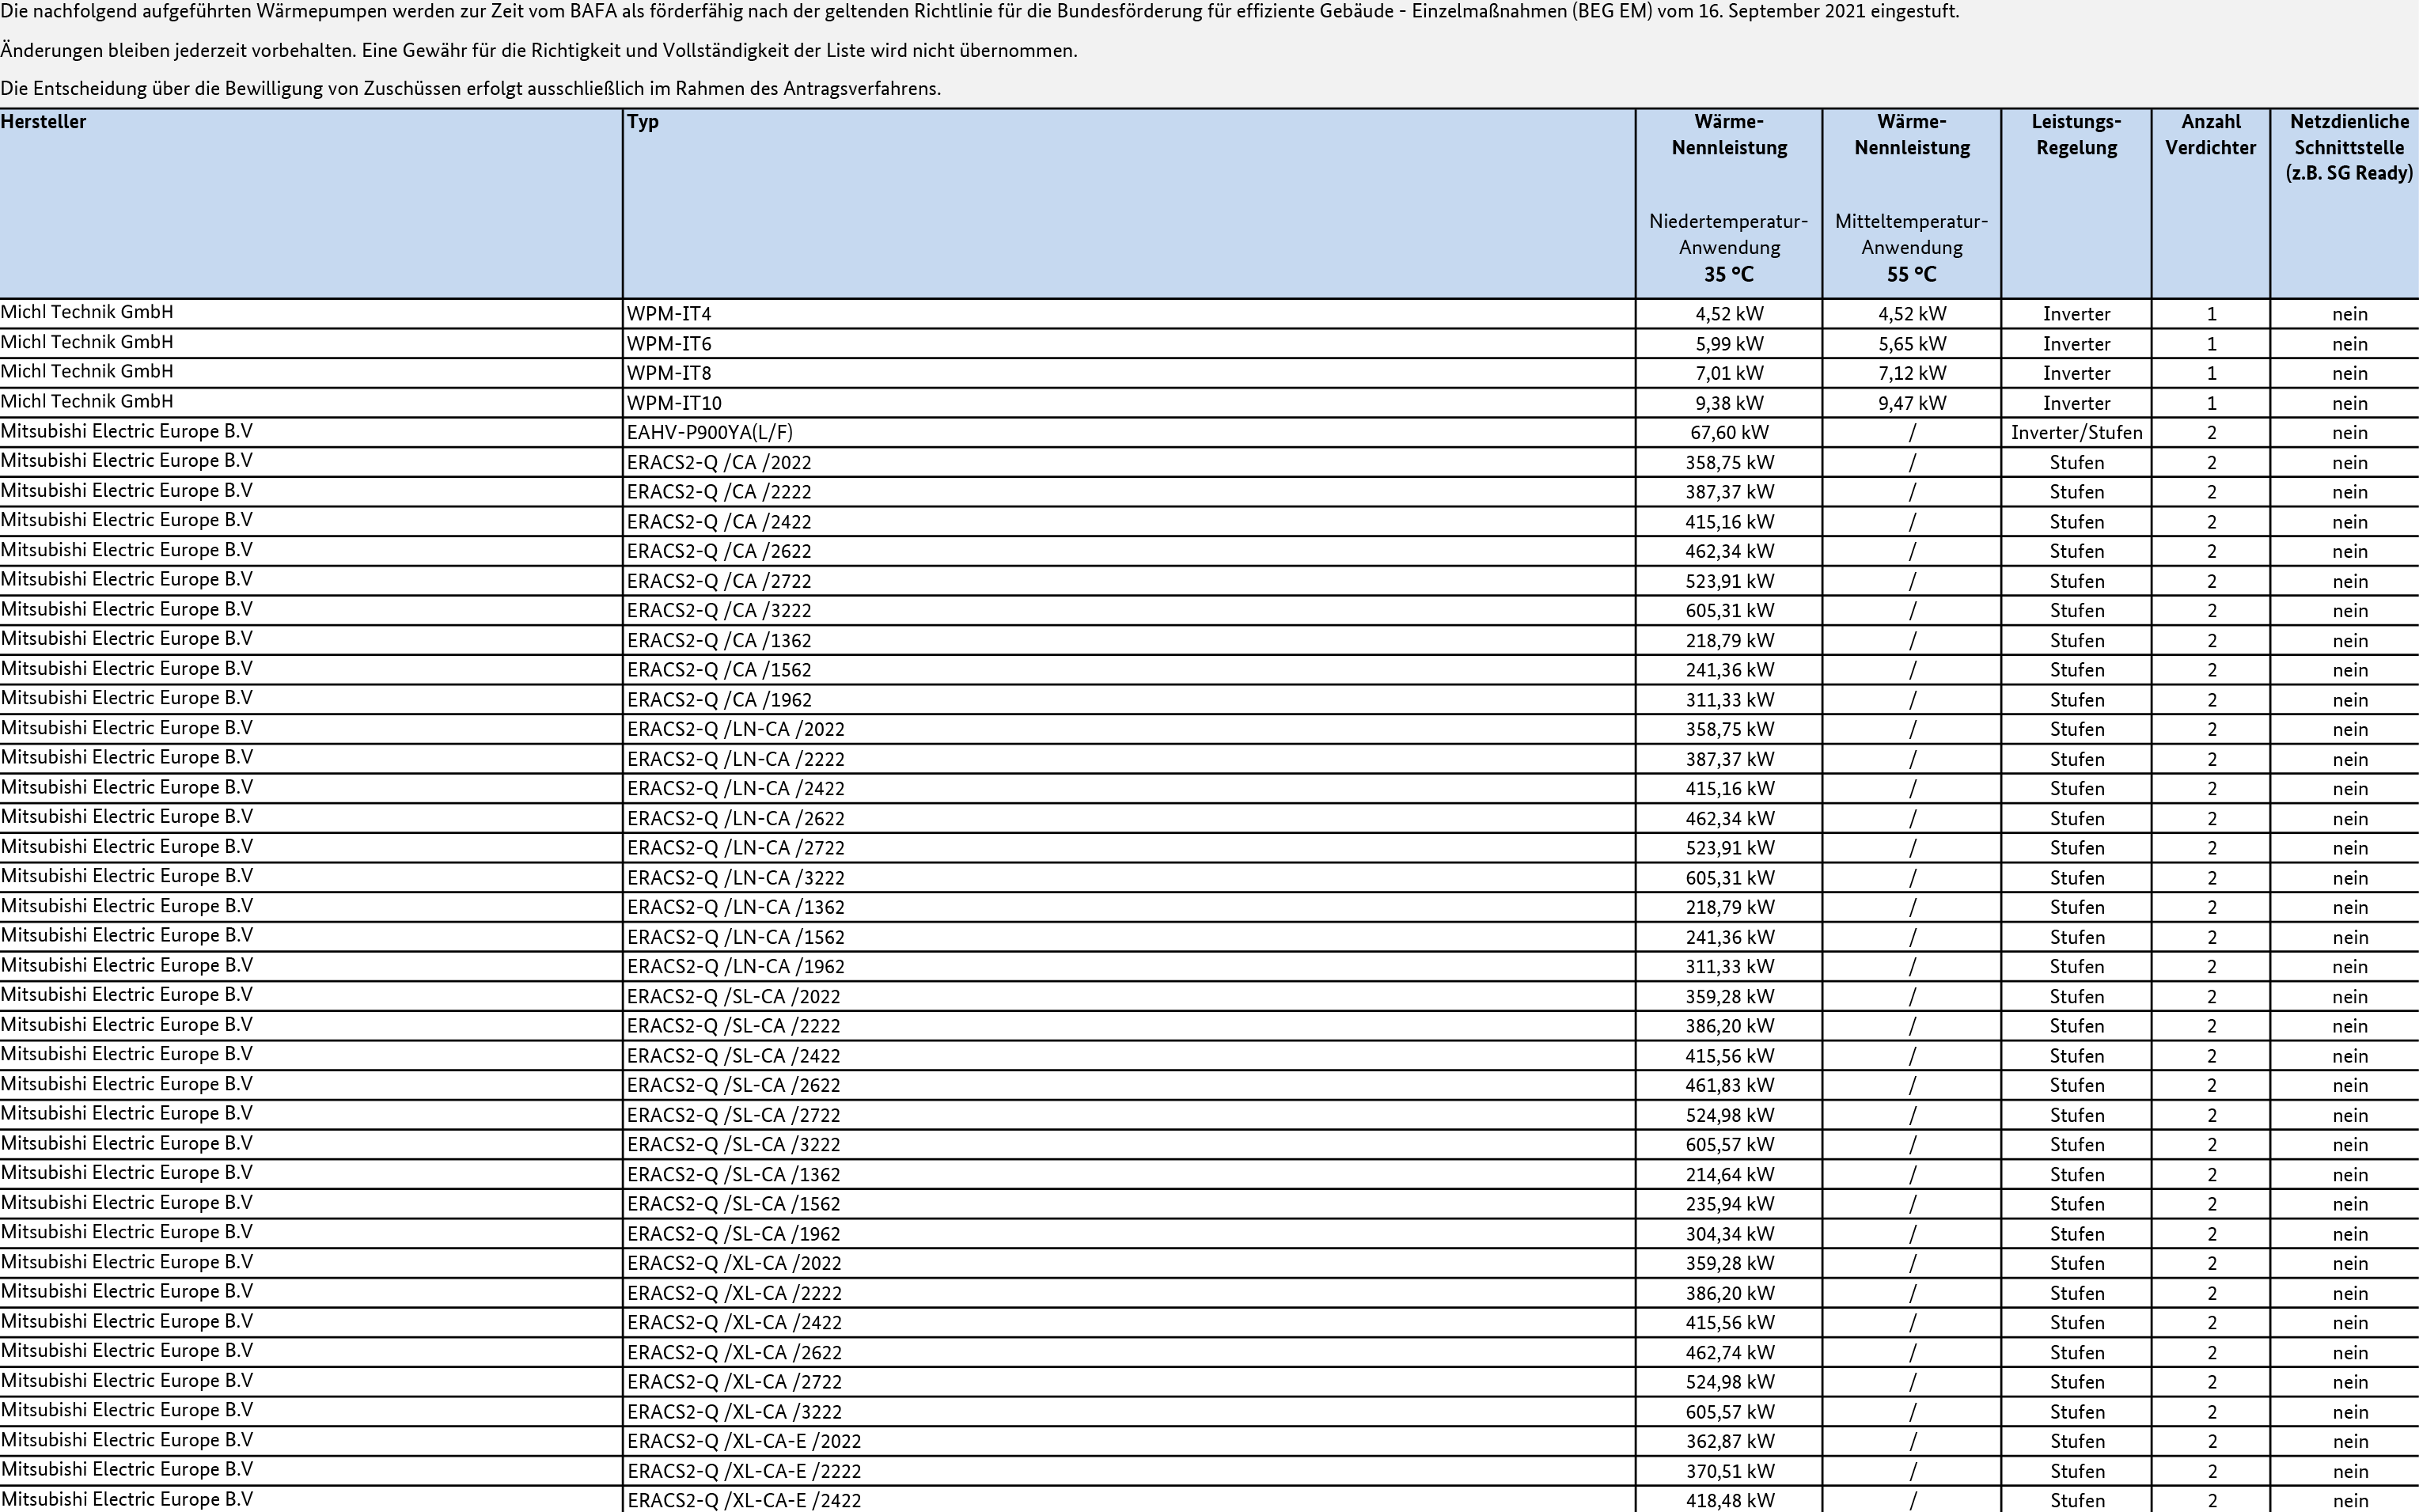 Die nachfolgend aufgeführten Wärmepumpen werden zur Zeit vom BAFA als förderfähig nach der geltenden Richtlinie für die Bundesförderung für effiziente Gebäude - Einzelmaßnahmen (BEG EM) vom 16. September 2021 eingestuft.
Änderungen bleiben jederzeit vorbehalten. Eine Gewähr für die Richtigkeit und Vollständigkeit der Liste wird nicht übernommen.
Die Entscheidung über die Bewilligung von Zuschüssen erfolgt ausschließlich im Rahmen des Antragsverfahrens.
Hersteller Typ Wärme- Wärme- Leistungs- Anzahl Netzdienliche
Nennleistung Nennleistung Regelung Verdichter Schnittstelle
(z.B. SG Ready)
Niedertemperatur- Mitteltemperatur-
Anwendung Anwendung
35 °C 55 °C
Michl Technik GmbH WPM-IT4 4,52 kW 4,52 kW Inverter 1 nein
Michl Technik GmbH WPM-IT6 5,99 kW 5,65 kW Inverter 1 nein
Michl Technik GmbH WPM-IT8 7,01 kW 7,12 kW Inverter 1 nein
Michl Technik GmbH WPM-IT10 9,38 kW 9,47 kW Inverter 1 nein
Mitsubishi Electric Europe B.V EAHV-P900YA(L/F) 67,60 kW / Inverter/Stufen 2 nein
Mitsubishi Electric Europe B.V ERACS2-Q /CA /2022 358,75 kW / Stufen 2 nein
Mitsubishi Electric Europe B.V ERACS2-Q /CA /2222 387,37 kW / Stufen 2 nein
Mitsubishi Electric Europe B.V ERACS2-Q /CA /2422 415,16 kW / Stufen 2 nein
Mitsubishi Electric Europe B.V ERACS2-Q /CA /2622 462,34 kW / Stufen 2 nein
Mitsubishi Electric Europe B.V ERACS2-Q /CA /2722 523,91 kW / Stufen 2 nein
Mitsubishi Electric Europe B.V ERACS2-Q /CA /3222 605,31 kW / Stufen 2 nein
Mitsubishi Electric Europe B.V ERACS2-Q /CA /1362 218,79 kW / Stufen 2 nein
Mitsubishi Electric Europe B.V ERACS2-Q /CA /1562 241,36 kW / Stufen 2 nein
Mitsubishi Electric Europe B.V ERACS2-Q /CA /1962 311,33 kW / Stufen 2 nein
Mitsubishi Electric Europe B.V ERACS2-Q /LN-CA /2022 358,75 kW / Stufen 2 nein
Mitsubishi Electric Europe B.V ERACS2-Q /LN-CA /2222 387,37 kW / Stufen 2 nein
Mitsubishi Electric Europe B.V ERACS2-Q /LN-CA /2422 415,16 kW / Stufen 2 nein
Mitsubishi Electric Europe B.V ERACS2-Q /LN-CA /2622 462,34 kW / Stufen 2 nein
Mitsubishi Electric Europe B.V ERACS2-Q /LN-CA /2722 523,91 kW / Stufen 2 nein
Mitsubishi Electric Europe B.V ERACS2-Q /LN-CA /3222 605,31 kW / Stufen 2 nein
Mitsubishi Electric Europe B.V ERACS2-Q /LN-CA /1362 218,79 kW / Stufen 2 nein
Mitsubishi Electric Europe B.V ERACS2-Q /LN-CA /1562 241,36 kW / Stufen 2 nein
Mitsubishi Electric Europe B.V ERACS2-Q /LN-CA /1962 311,33 kW / Stufen 2 nein
Mitsubishi Electric Europe B.V ERACS2-Q /SL-CA /2022 359,28 kW / Stufen 2 nein
Mitsubishi Electric Europe B.V ERACS2-Q /SL-CA /2222 386,20 kW / Stufen 2 nein
Mitsubishi Electric Europe B.V ERACS2-Q /SL-CA /2422 415,56 kW / Stufen 2 nein
Mitsubishi Electric Europe B.V ERACS2-Q /SL-CA /2622 461,83 kW / Stufen 2 nein
Mitsubishi Electric Europe B.V ERACS2-Q /SL-CA /2722 524,98 kW / Stufen 2 nein
Mitsubishi Electric Europe B.V ERACS2-Q /SL-CA /3222 605,57 kW / Stufen 2 nein
Mitsubishi Electric Europe B.V ERACS2-Q /SL-CA /1362 214,64 kW / Stufen 2 nein
Mitsubishi Electric Europe B.V ERACS2-Q /SL-CA /1562 235,94 kW / Stufen 2 nein
Mitsubishi Electric Europe B.V ERACS2-Q /SL-CA /1962 304,34 kW / Stufen 2 nein
Mitsubishi Electric Europe B.V ERACS2-Q /XL-CA /2022 359,28 kW / Stufen 2 nein
Mitsubishi Electric Europe B.V ERACS2-Q /XL-CA /2222 386,20 kW / Stufen 2 nein
Mitsubishi Electric Europe B.V ERACS2-Q /XL-CA /2422 415,56 kW / Stufen 2 nein
Mitsubishi Electric Europe B.V ERACS2-Q /XL-CA /2622 462,74 kW / Stufen 2 nein
Mitsubishi Electric Europe B.V ERACS2-Q /XL-CA /2722 524,98 kW / Stufen 2 nein
Mitsubishi Electric Europe B.V ERACS2-Q /XL-CA /3222 605,57 kW / Stufen 2 nein
Mitsubishi Electric Europe B.V ERACS2-Q /XL-CA-E /2022 362,87 kW / Stufen 2 nein
Mitsubishi Electric Europe B.V ERACS2-Q /XL-CA-E /2222 370,51 kW / Stufen 2 nein
Mitsubishi Electric Europe B.V ERACS2-Q /XL-CA-E /2422 418,48 kW / Stufen 2 nein